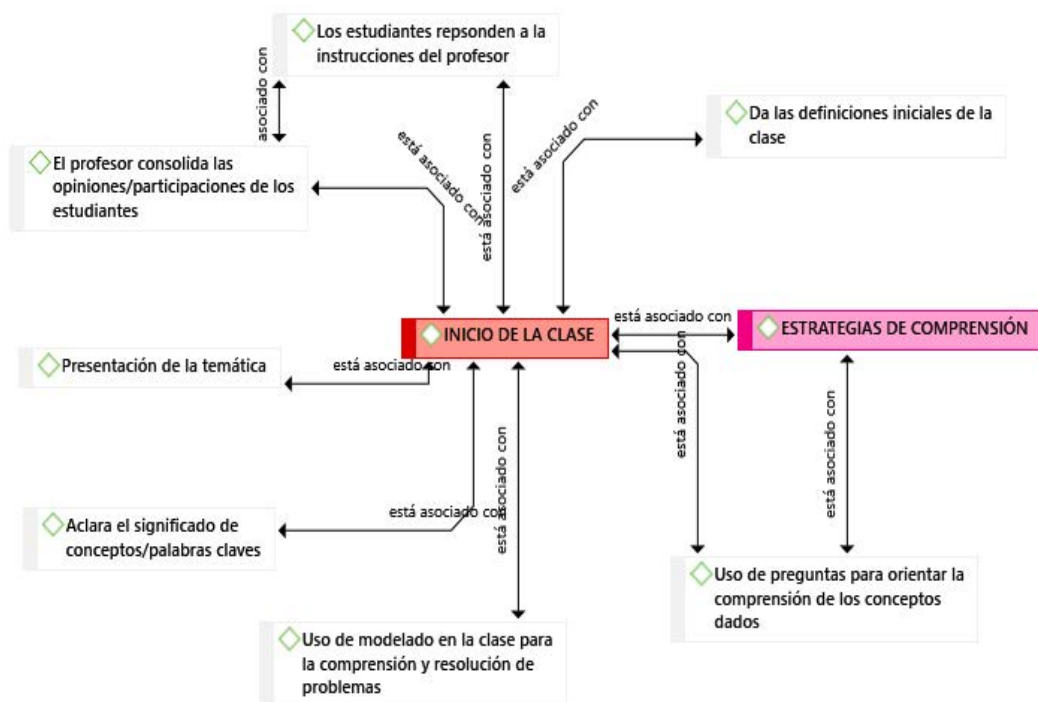 Los estudiantes repsonden a la
instrucciones del profesor
asociado con
Da las definiciones iniciales de la
clase
El profesor consolida las
opiniones/participaciones de los
estudiantes
está asociado con
está asociado con
está asociado con
INICIO DE LA CLASE
está asociado con
ESTRATEGIAS DE COMPRENSIÓN
Presentación de la temática
está asociado con
está asociado con
está asociado con
Aclara el significado de
conceptos/palabras claves
está asociado con
está asociado con
Uso de preguntas para orientar la
comprensión de los conceptos
dados
Uso de modelado en la clase para
la comprensión y resolución de
problemas